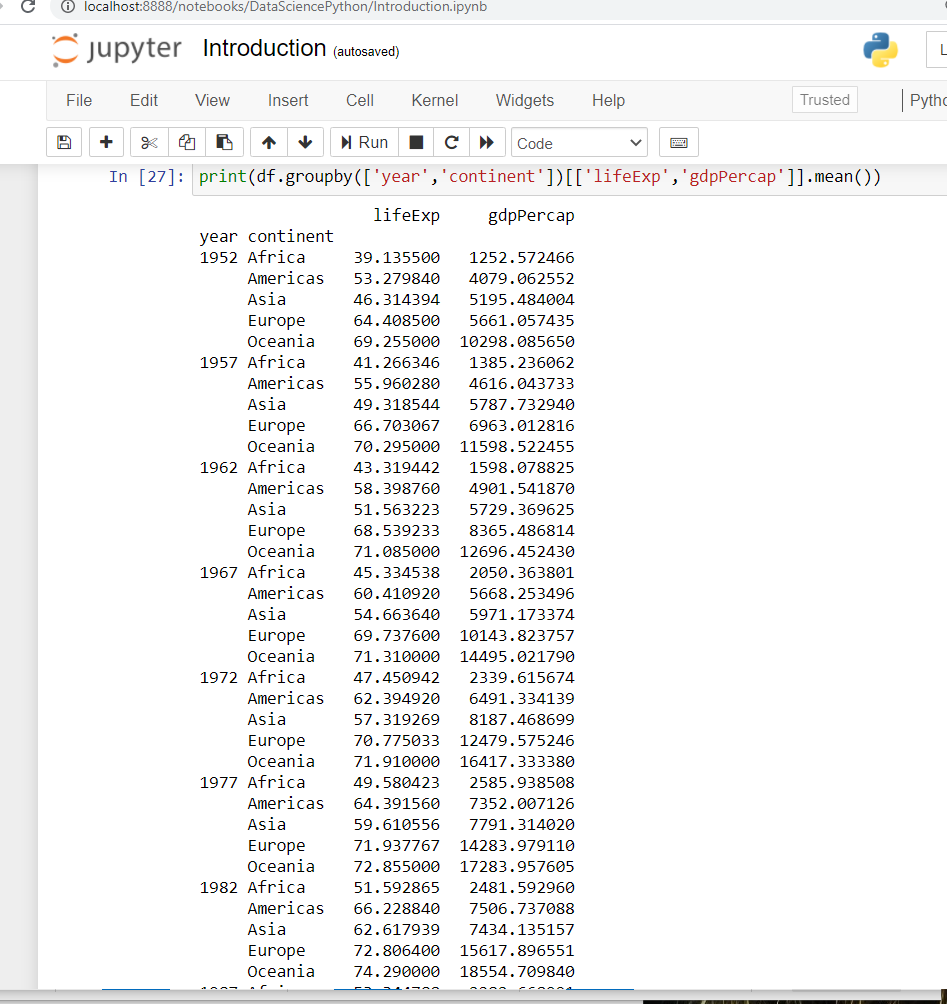 localhost:8888/notebooks/DataSciencePython/Introduction.ipynb
jupyter Introduction (autosaved)
File Edit View Insert Cell Kernel Widgets Help Trusted
Run Code
In [27]: print(df.groupby(['year','continent'])[['lifeExp','gdpPercap']].mean())
lifeExp gdpPercap
year continent
1952 Africa 39.135500 1252.572466
Americas 53.279840 4079.062552
Asia 46.314394 5195.484004
Europe 64.408500 5661.057435
Oceania 69.255000 10298.085650
1957 Africa 41.266346 1385.236062
Americas 55.960280 4616.043733
Asia 49.318544 5787.732940
Europe 66.703067 6963.012816
Oceania 70.295000 11598.522455
1962 Africa 43.319442 1598.078825
Americas 58.398760 4901.541870
Asia 51.563223 5729.369625
Europe 68.539233 8365.486814
Oceania 71.085000 12696.452430
1967 Africa 45.334538 2050.363801
Americas 60.410920 5668.253496
Asia 54.663640 5971.173374
Europe 69.737600 10143.823757
Oceania 71.310000 14495.021790
1972 Africa 47.450942 2339.615674
Americas 62.394920 6491.334139
Asia 57.319269 8187.468699
Europe 70.775033 12479.575246
Oceania 71.910000 16417.333380
1977 Africa 49.580423 2585.938508
Americas 64.391560 7352.007126
Asia 59.610556 7791.314020
Europe 71.937767 14283.979110
Oceania 72.855000 17283.957605
1982 Africa 51.592865 2481.592960
Americas 66.228840 7506.737088
Asia 62.617939 7434.135157
Europe 72.806400 15617.896551
Oceania 74.290000 18554.709840